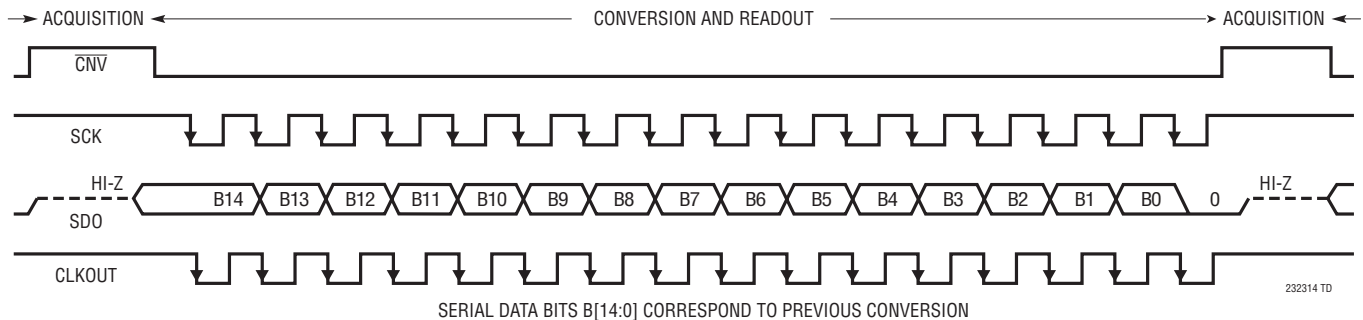 ACQUISITION CONVERSION AND READOUT ACQUISITION
CNV
SCK
HI-Z B14 B13 B12 B11 B10 B9 B8 B7 B6 B5 B4 B3 B2 B1 B0 0 HI-Z
SDO
CLKOUT
232314 TD
SERIAL DATA BITS B[14:0] CORRESPOND TO PREVIOUS CONVERSION